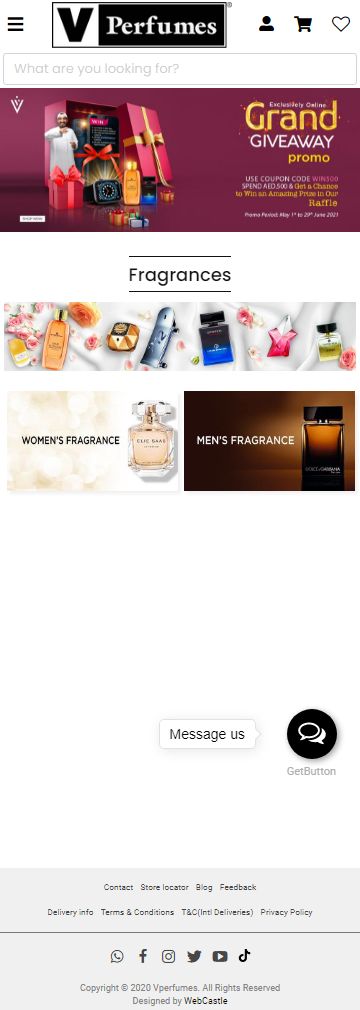 V Perfumes®
What are you looking for?
Exclusively Online
Grand
GIVEAWAY
promo
USE COUPON CODE WIN500
SPEND AED.500 & Get a Chance
to Win an Amazing Prize in Our
Raffle
Promo Period: May 1st to 29th June 2021
WIN
SHOP NOW
Fragrances
WOMEN'S FRAGRANCE
ELIE SAAB
MEN'S FRAGRANCE
DOLCE&GABBANA
Message us
GetButton
Contact Store locator Blog Feedback
Delivery info Terms & Conditions T&C(Intl Deliveries) Privacy Policy
Copyright © 2020 Vperfumes. All Rights Reserved
Designed by WebCastle